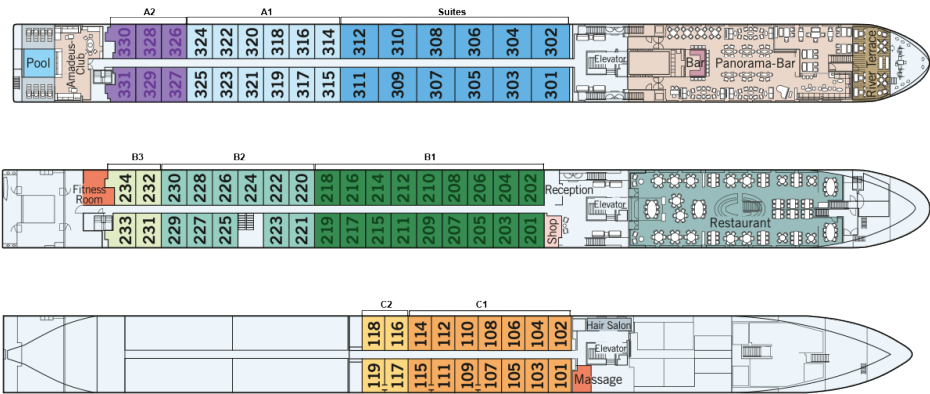 A2 A1 Suites
330 328 326 324 322 320 318 316 314 312 310 308 306 304 302
Pool
Amadeus-
Club
Elevator
Bar
Panorama-Bar
River Terrace
331 329 327 325 323 321 319 317 315 311 309 307 305 303 301
B3 B2 B1
234 232 230 228 226 224 222 220 218 216 214 212 210 208 206 204 202
Fitness
Room
Reception
Elevator
Restaurant
233 231 229 227 225 223 221 219 217 215 211 209 207 205 203 201
Shop
C2 C1
118 116 114 112 110 108 106 104 102
Hair Salon
Elevator
119 117 115 111 109 107 105 103 101
Massage